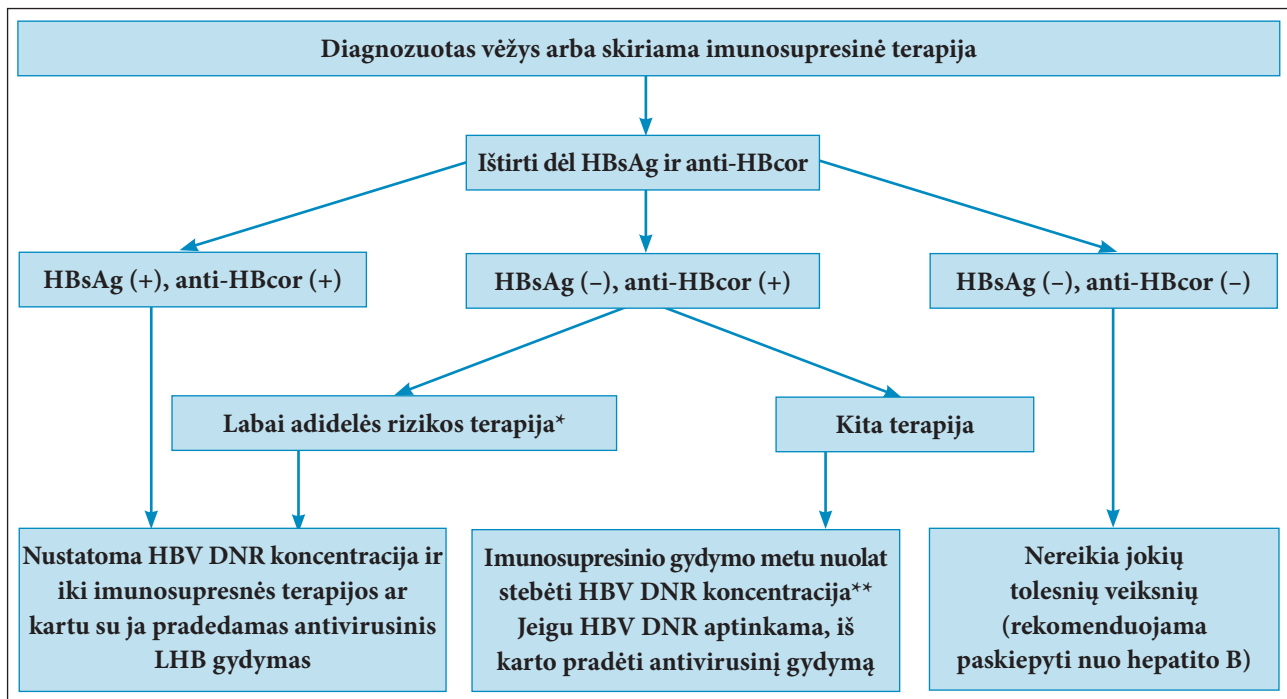 Diagnozuotas vėžys arba skiriama imunosupresinė terapija
Ištirti dėl HBsAg ir anti-HBcor
HBsAg (+), anti-HBcor (+)
HBsAg (–), anti-HBcor (+)
HBsAg (–), anti-HBcor (–)
Labai adidelės rizikos terapija*
Kita terapija
Nustatoma HBV DNR koncentracija ir
iki imunosupresnės terapijos ar
kartu su ja pradedamas antivirusinis
LHB gydymas
Imunosupresinio gydymo metu nuolat
stebėti HBV DNR koncentracija**
Jeigu HBV DNR aptinkama, iš
karto pradėti antivirusinį gydymą
Nereikia jokių
tolesnių veiksnių
(rekomenduojama
paskiepyti nuo hepatito B)